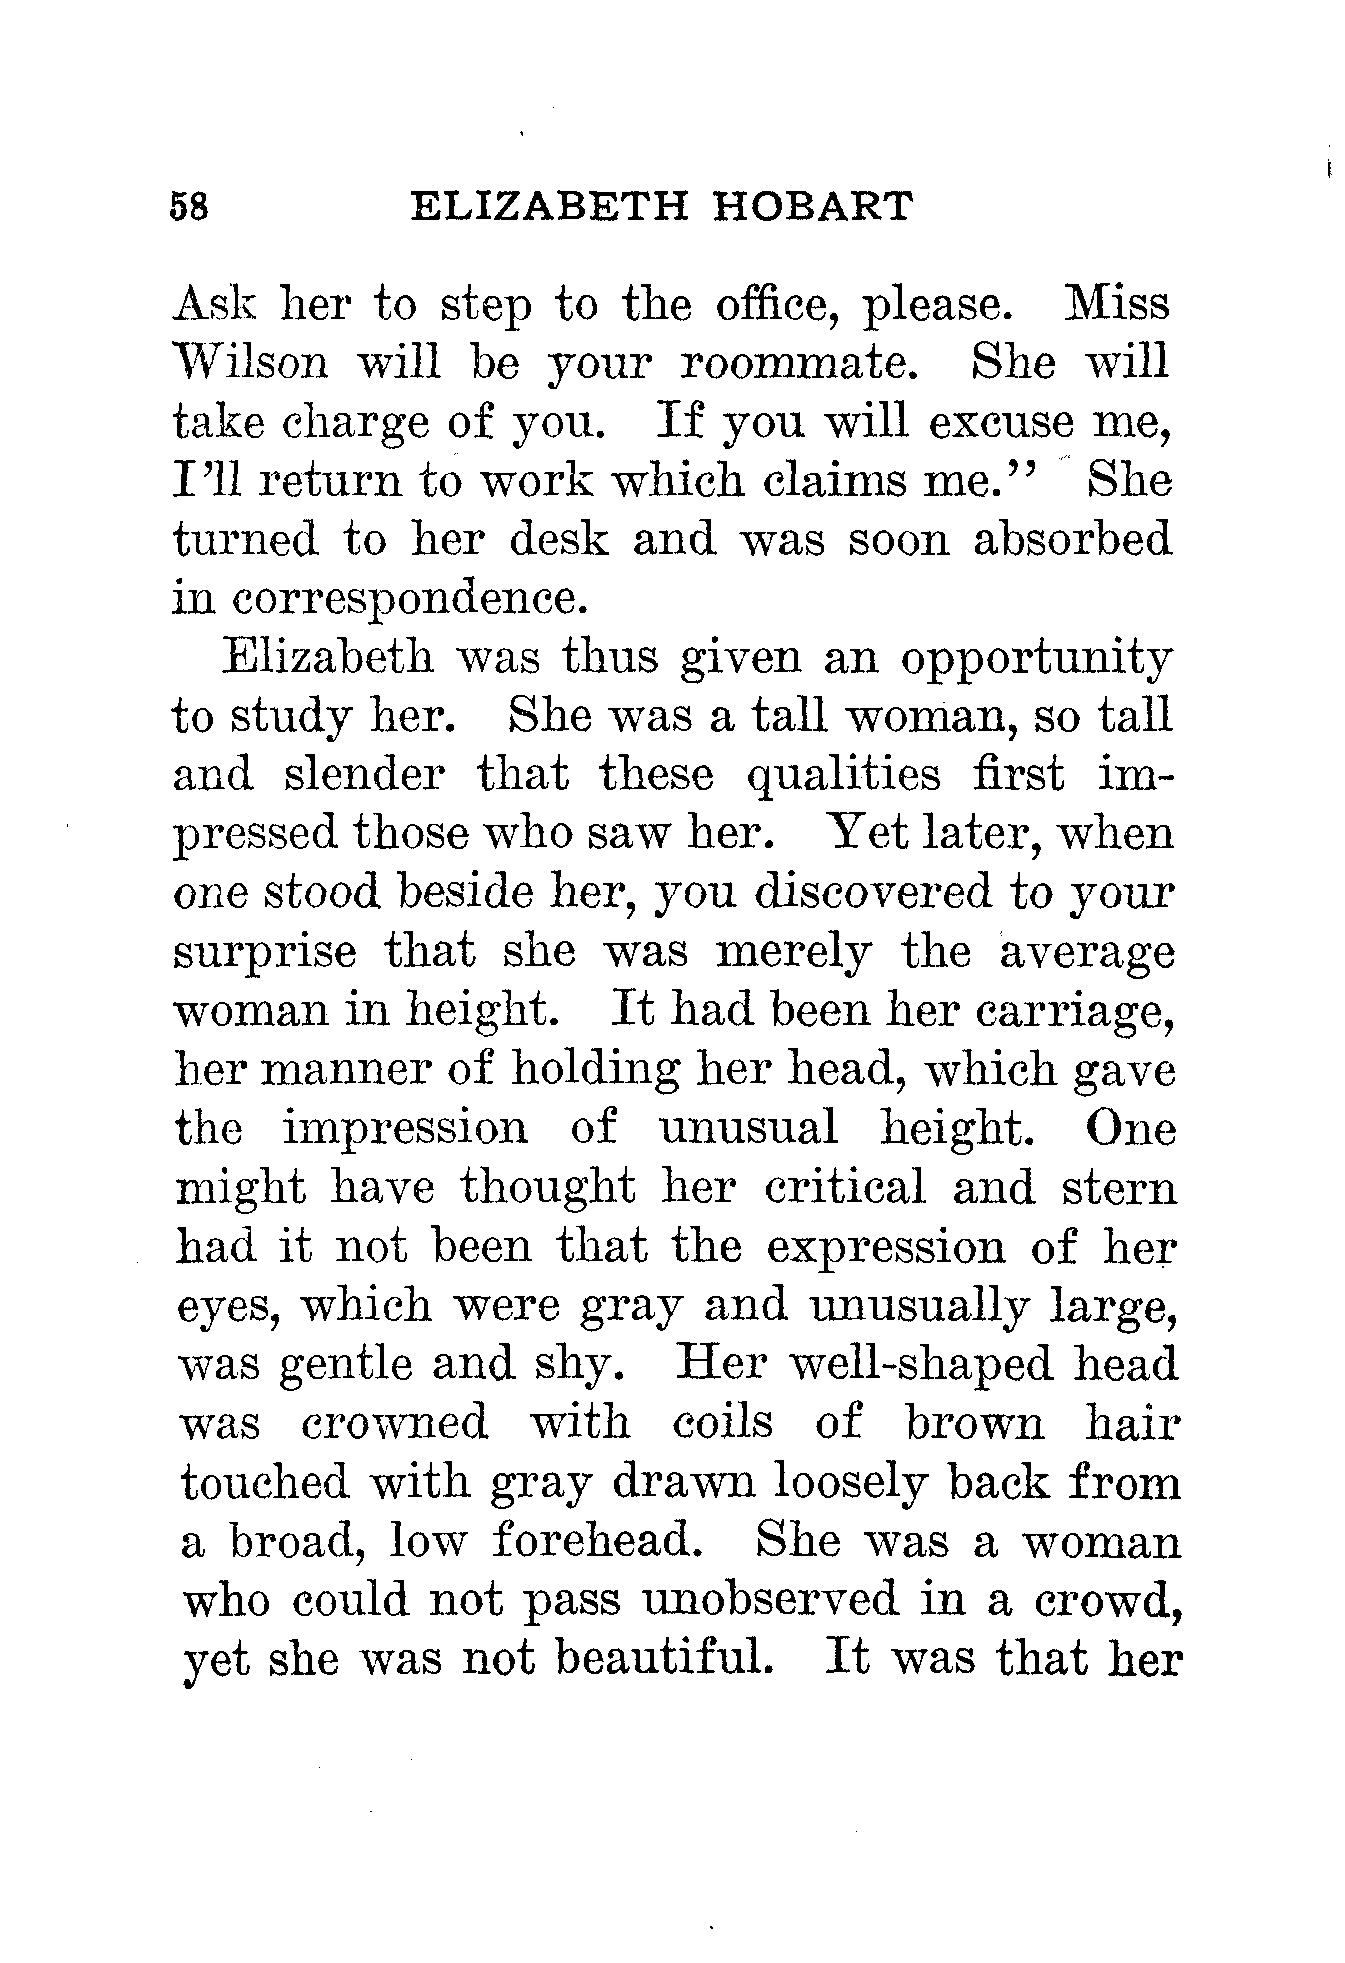 58 ELIZABETH HOBART
Ask her to step to the office, please. Miss
Wilson will be your roommate. She will
take charge of you. If you will excuse me,
I'll return to work which claims me." She
turned to her desk and was soon absorbed
in correspondence.
Elizabeth was thus given an opportunity
to study her. She was a tall woman, so tall
and slender that these qualities first im-
pressed those who saw her. Yet later, when
one stood beside her, you discovered to your
surprise that she was merely the average
woman in height. It had been her carriage,
her manner of holding her head, which gave
the impression of unusual height. One
might have thought her critical and stern
had it not been that the expression of her
eyes, which were gray and unusually large,
was gentle and shy. Her well-shaped head
was crowned with coils of brown hair
touched with gray drawn loosely back from
a broad, low forehead. She was a woman
who could not pass unobserved in a crowd,
yet she was not beautiful. It was that her